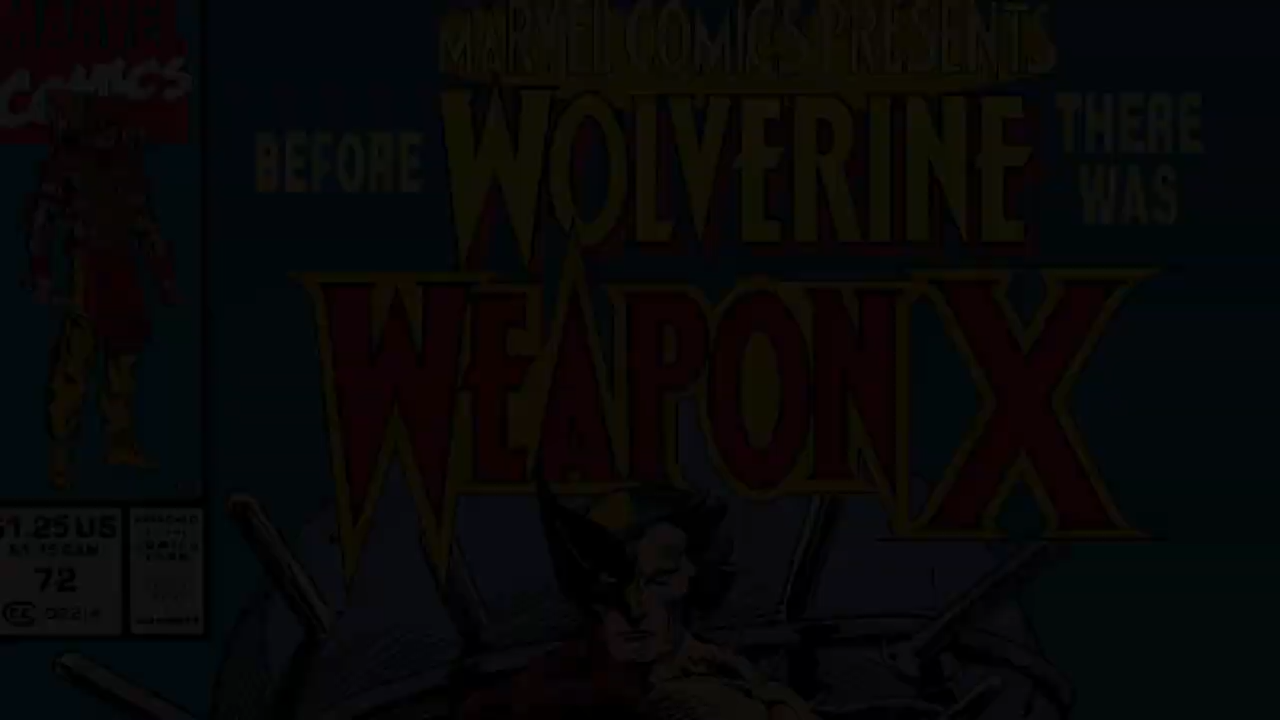 MARVEL COMICS PRESENTS
MARVEL
COMICS
BEFORE WOLVERINE THERE WAS
WEAPON X
$1.25 US
72